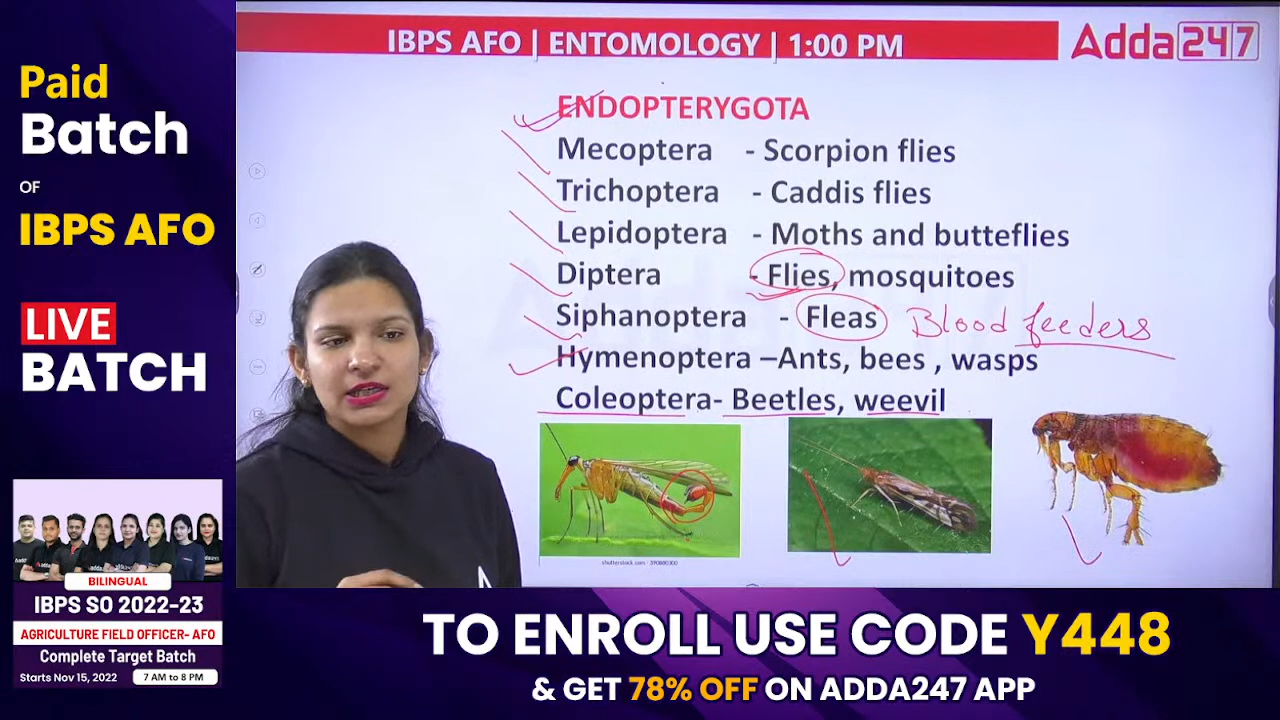 IBPS AFO | ENTOMOLOGY | 1:00 PM
Adda247
Paid
Batch
OF
IBPS AFO
LIVE
BATCH
ENDOPTERYGOTA
Mecoptera - Scorpion flies
Trichoptera - Caddis flies
Lepidoptera - Moths and butteflies
Diptera - Flies, mosquitoes
Siphanoptera - Fleas Blood feeders
Hymenoptera –Ants, bees , wasps
Coleoptera- Beetles, weevil
BILINGUAL
IBPS SO 2022-23
AGRICULTURE FIELD OFFICER- AFO
Complete Target Batch
Starts Nov 15, 2022 7 AM to 8 PM
TO ENROLL USE CODE Y448
& GET 78% OFF ON ADDA247 APP